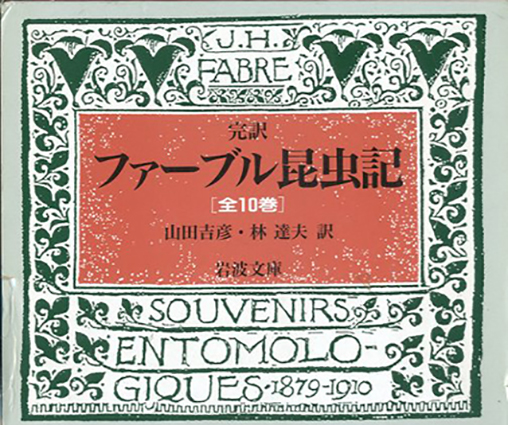 J.H.
FABRE
完訳
ファーブル昆虫記
[全10巻]
山田吉彦・林 達夫 訳
岩波文庫
SOUVENIRS
ENTOMOLO-
GIQUES・1879-1910